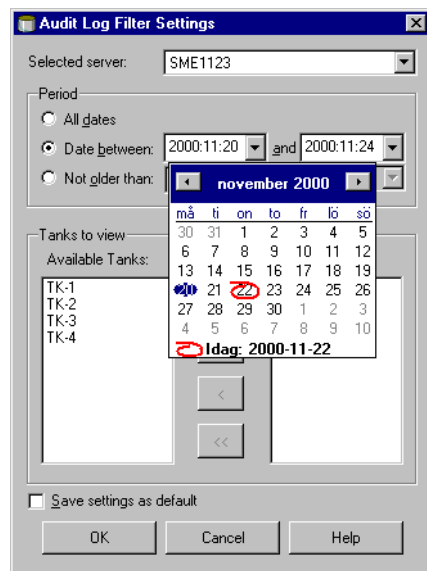 Audit Log Filter Settings
Selected server: SME1123
Period
All dates
Date between: 2000:11:20 and 2000:11:24
Not older than:
november 2000
må ti on to fr lö sö
30 31 1 2 3 4 5
6 7 8 9 10 11 12
13 14 15 16 17 18 19
20 21 22 23 24 25 26
27 28 29 30 1 2 3
4 5 6 7 8 9 10
Idag: 2000-11-22
Tanks to view
Available Tanks:
TK-1
TK-2
TK-3
TK-4
<
<<
Save settings as default
OK Cancel Help